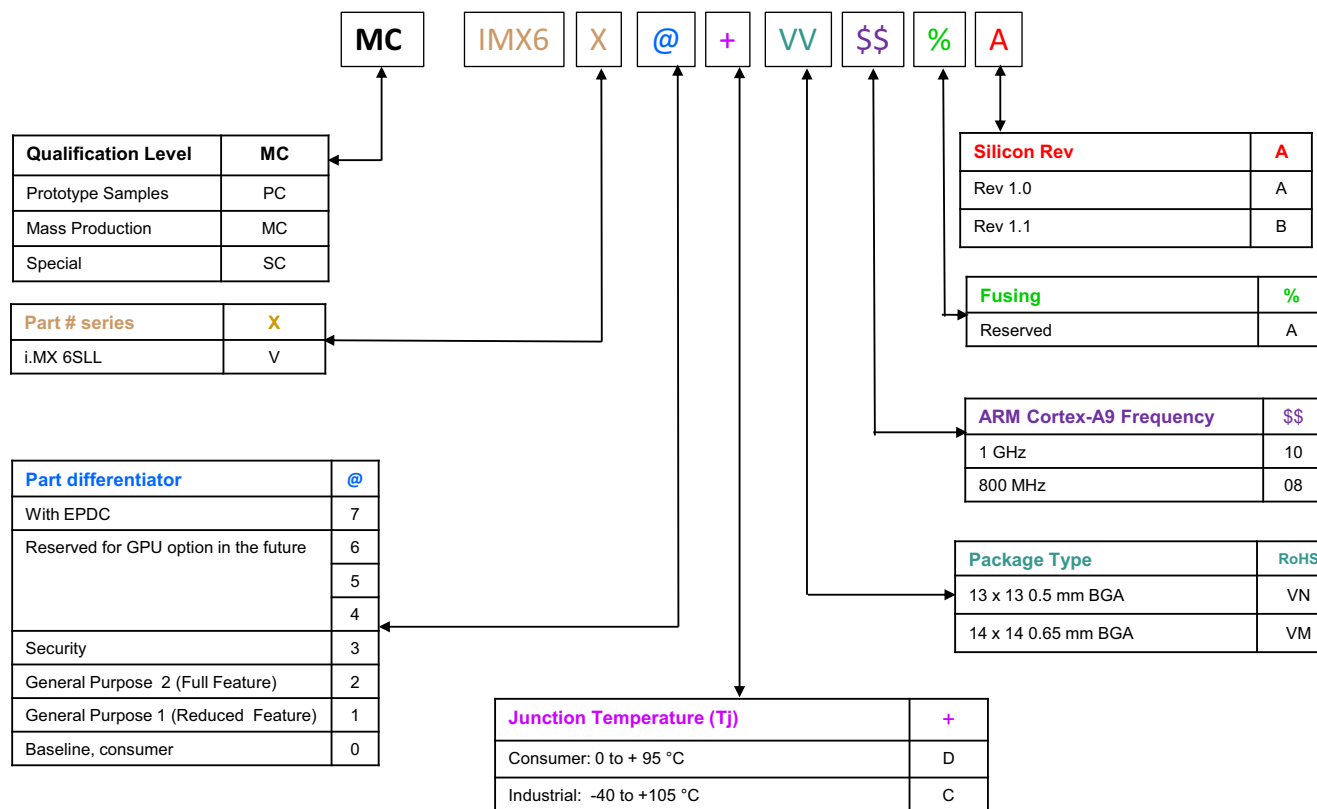 MC IMX6 X @ + VV $$ % A
Qualification Level MC
Prototype Samples PC
Mass Production MC
Special SC
Part # series X
i.MX 6SLL V
Part differentiator @
With EPDC 7
Reserved for GPU option in the future 6
5
4
Security 3
General Purpose 2 (Full Feature) 2
General Purpose 1 (Reduced Feature) 1
Baseline, consumer 0
Junction Temperature (Tj) +
Consumer: 0 to + 95 °C D
Industrial: -40 to +105 °C C
Silicon Rev A
Rev 1.0 A
Rev 1.1 B
Fusing %
Reserved A
ARM Cortex-A9 Frequency $$
1 GHz 10
800 MHz 08
Package Type RoHS
13 x 13 0.5 mm BGA VN
14 x 14 0.65 mm BGA VM